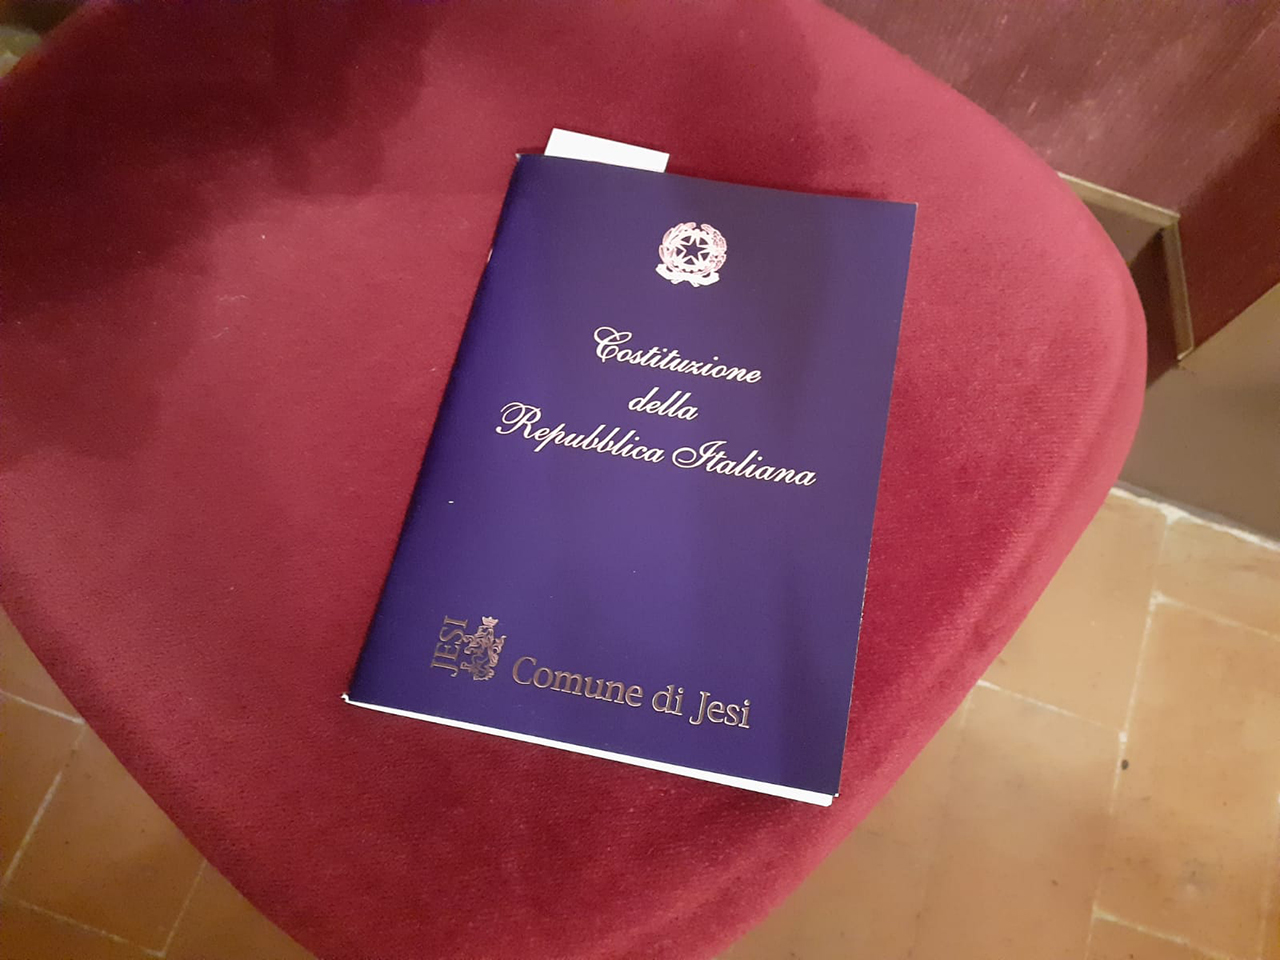 Costituzione
della
Repubblica Italiana
JESI
Comune di Jesi